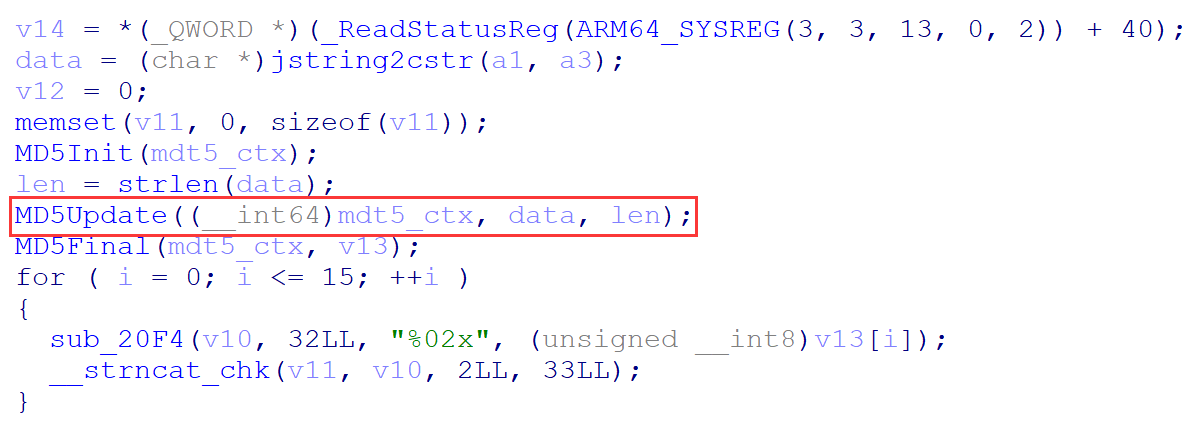 v14 = *(_QWORD *)(_ReadStatusReg(ARM64_SYSREG(3, 3, 13, 0, 2)) + 40);
data = (char *)jstring2cstr(a1, a3);
v12 = 0;
memset(v11, 0, sizeof(v11));
MD5Init(mdt5_ctx);
len = strlen(data);
MD5Update((__int64)mdt5_ctx, data, len);
MD5Final(mdt5_ctx, v13);
for ( i = 0; i <= 15; ++i )
{
  sub_20F4(v10, 32LL, "%02x", (unsigned __int8)v13[i]);
  __strncat_chk(v11, v10, 2LL, 33LL);
}